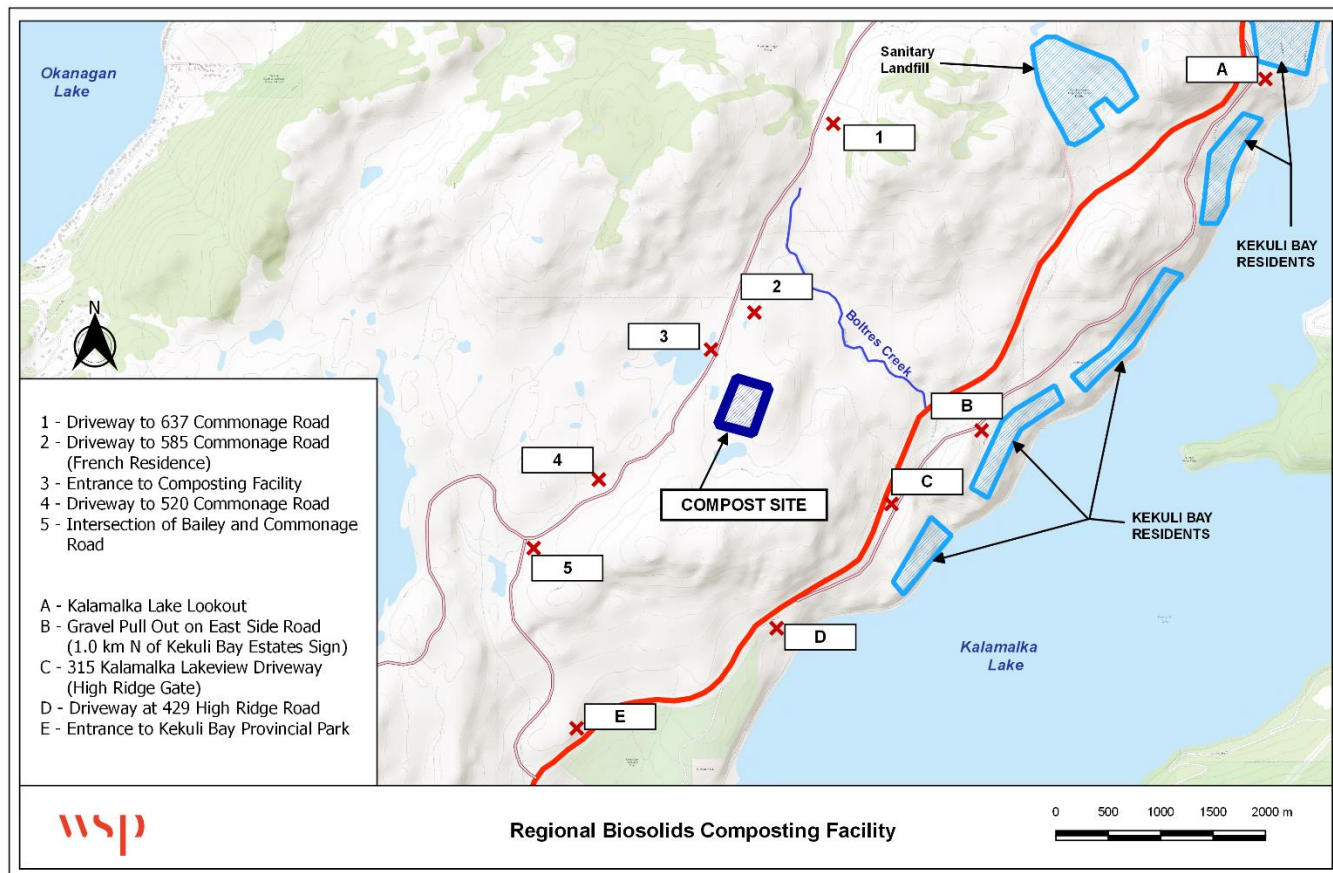 Okanagan
Lake
Sanitary
Landfill
A
1
KEKULI BAY
RESIDENTS
2
Boltres Creek
3
N
B
4
C
COMPOST SITE
KEKULI BAY
RESIDENTS
5
D
Kalamalka
Lake
E
1 - Driveway to 637 Commonage Road
2 - Driveway to 585 Commonage Road
(French Residence)
3 - Entrance to Composting Facility
4 - Driveway to 520 Commonage Road
5 - Intersection of Bailey and Commonage
Road
A - Kalamalka Lake Lookout
B - Gravel Pull Out on East Side Road
(1.0 km N of Kekuli Bay Estates Sign)
C - 315 Kalamalka Lakeview Driveway
(High Ridge Gate)
D - Driveway at 429 High Ridge Road
E - Entrance to Kekuli Bay Provincial Park
wsp
Regional Biosolids Composting Facility
0 500 1000 1500 2000 m